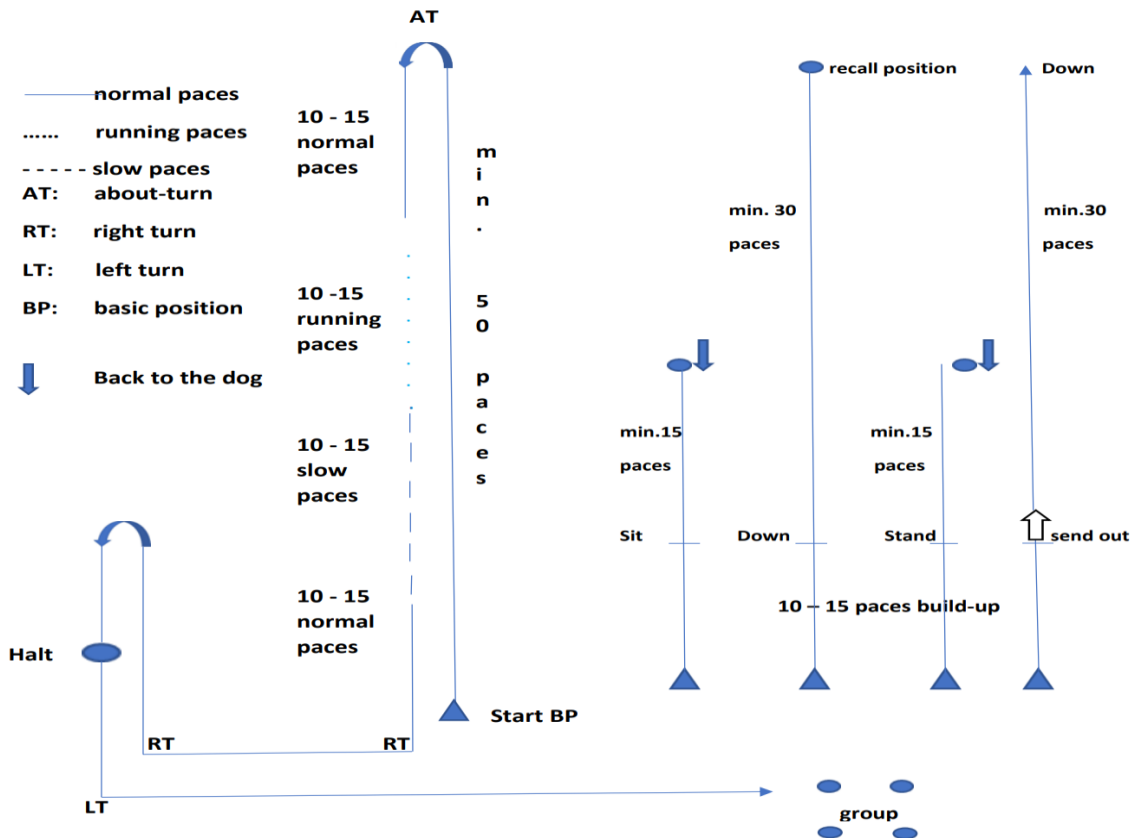 AT
normal paces
...... running paces
- - - - - slow paces
AT: about-turn
RT: right turn
LT: left turn
BP: basic position
Back to the dog
10 - 15
normal
paces
10 -15
running
paces
10 - 15
slow
paces
10 - 15
normal
paces
min. 50 paces
Halt
RT
RT
Start BP
LT
recall position
Down
min. 30
paces
min.30
paces
min.15
paces
min.15
paces
Sit
Down
Stand
send out
10 – 15 paces build-up
group